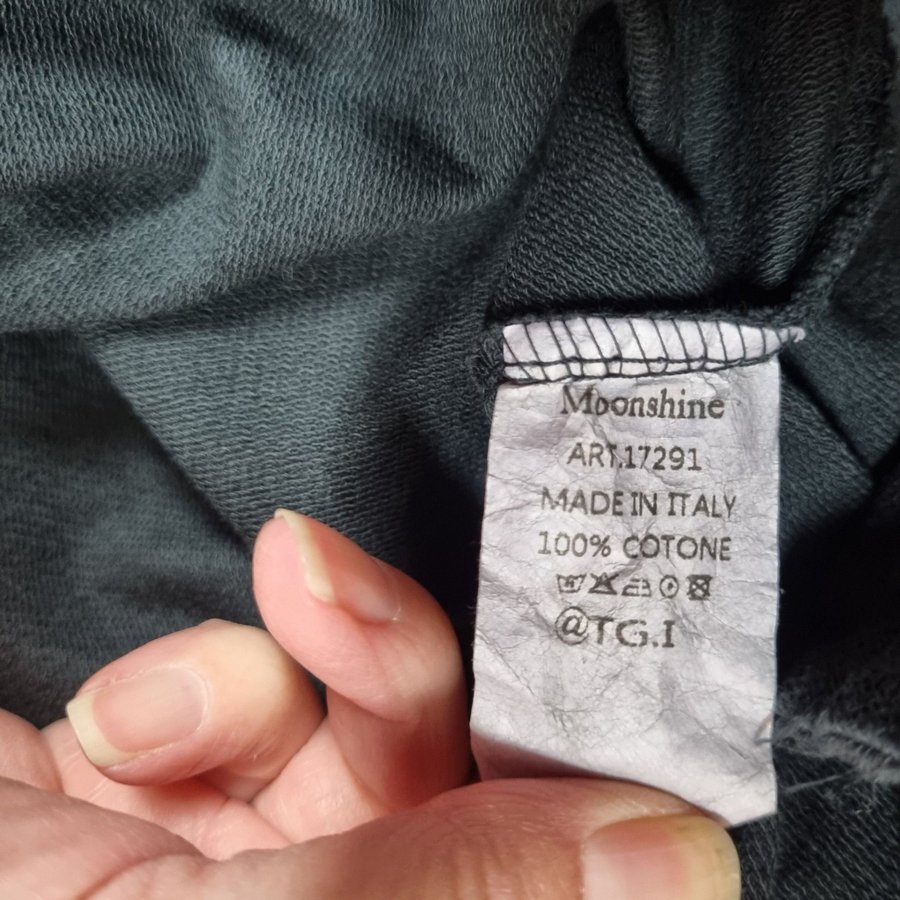 Moonshine
ART.17291
MADE IN ITALY
100% COTONE
@TG.I